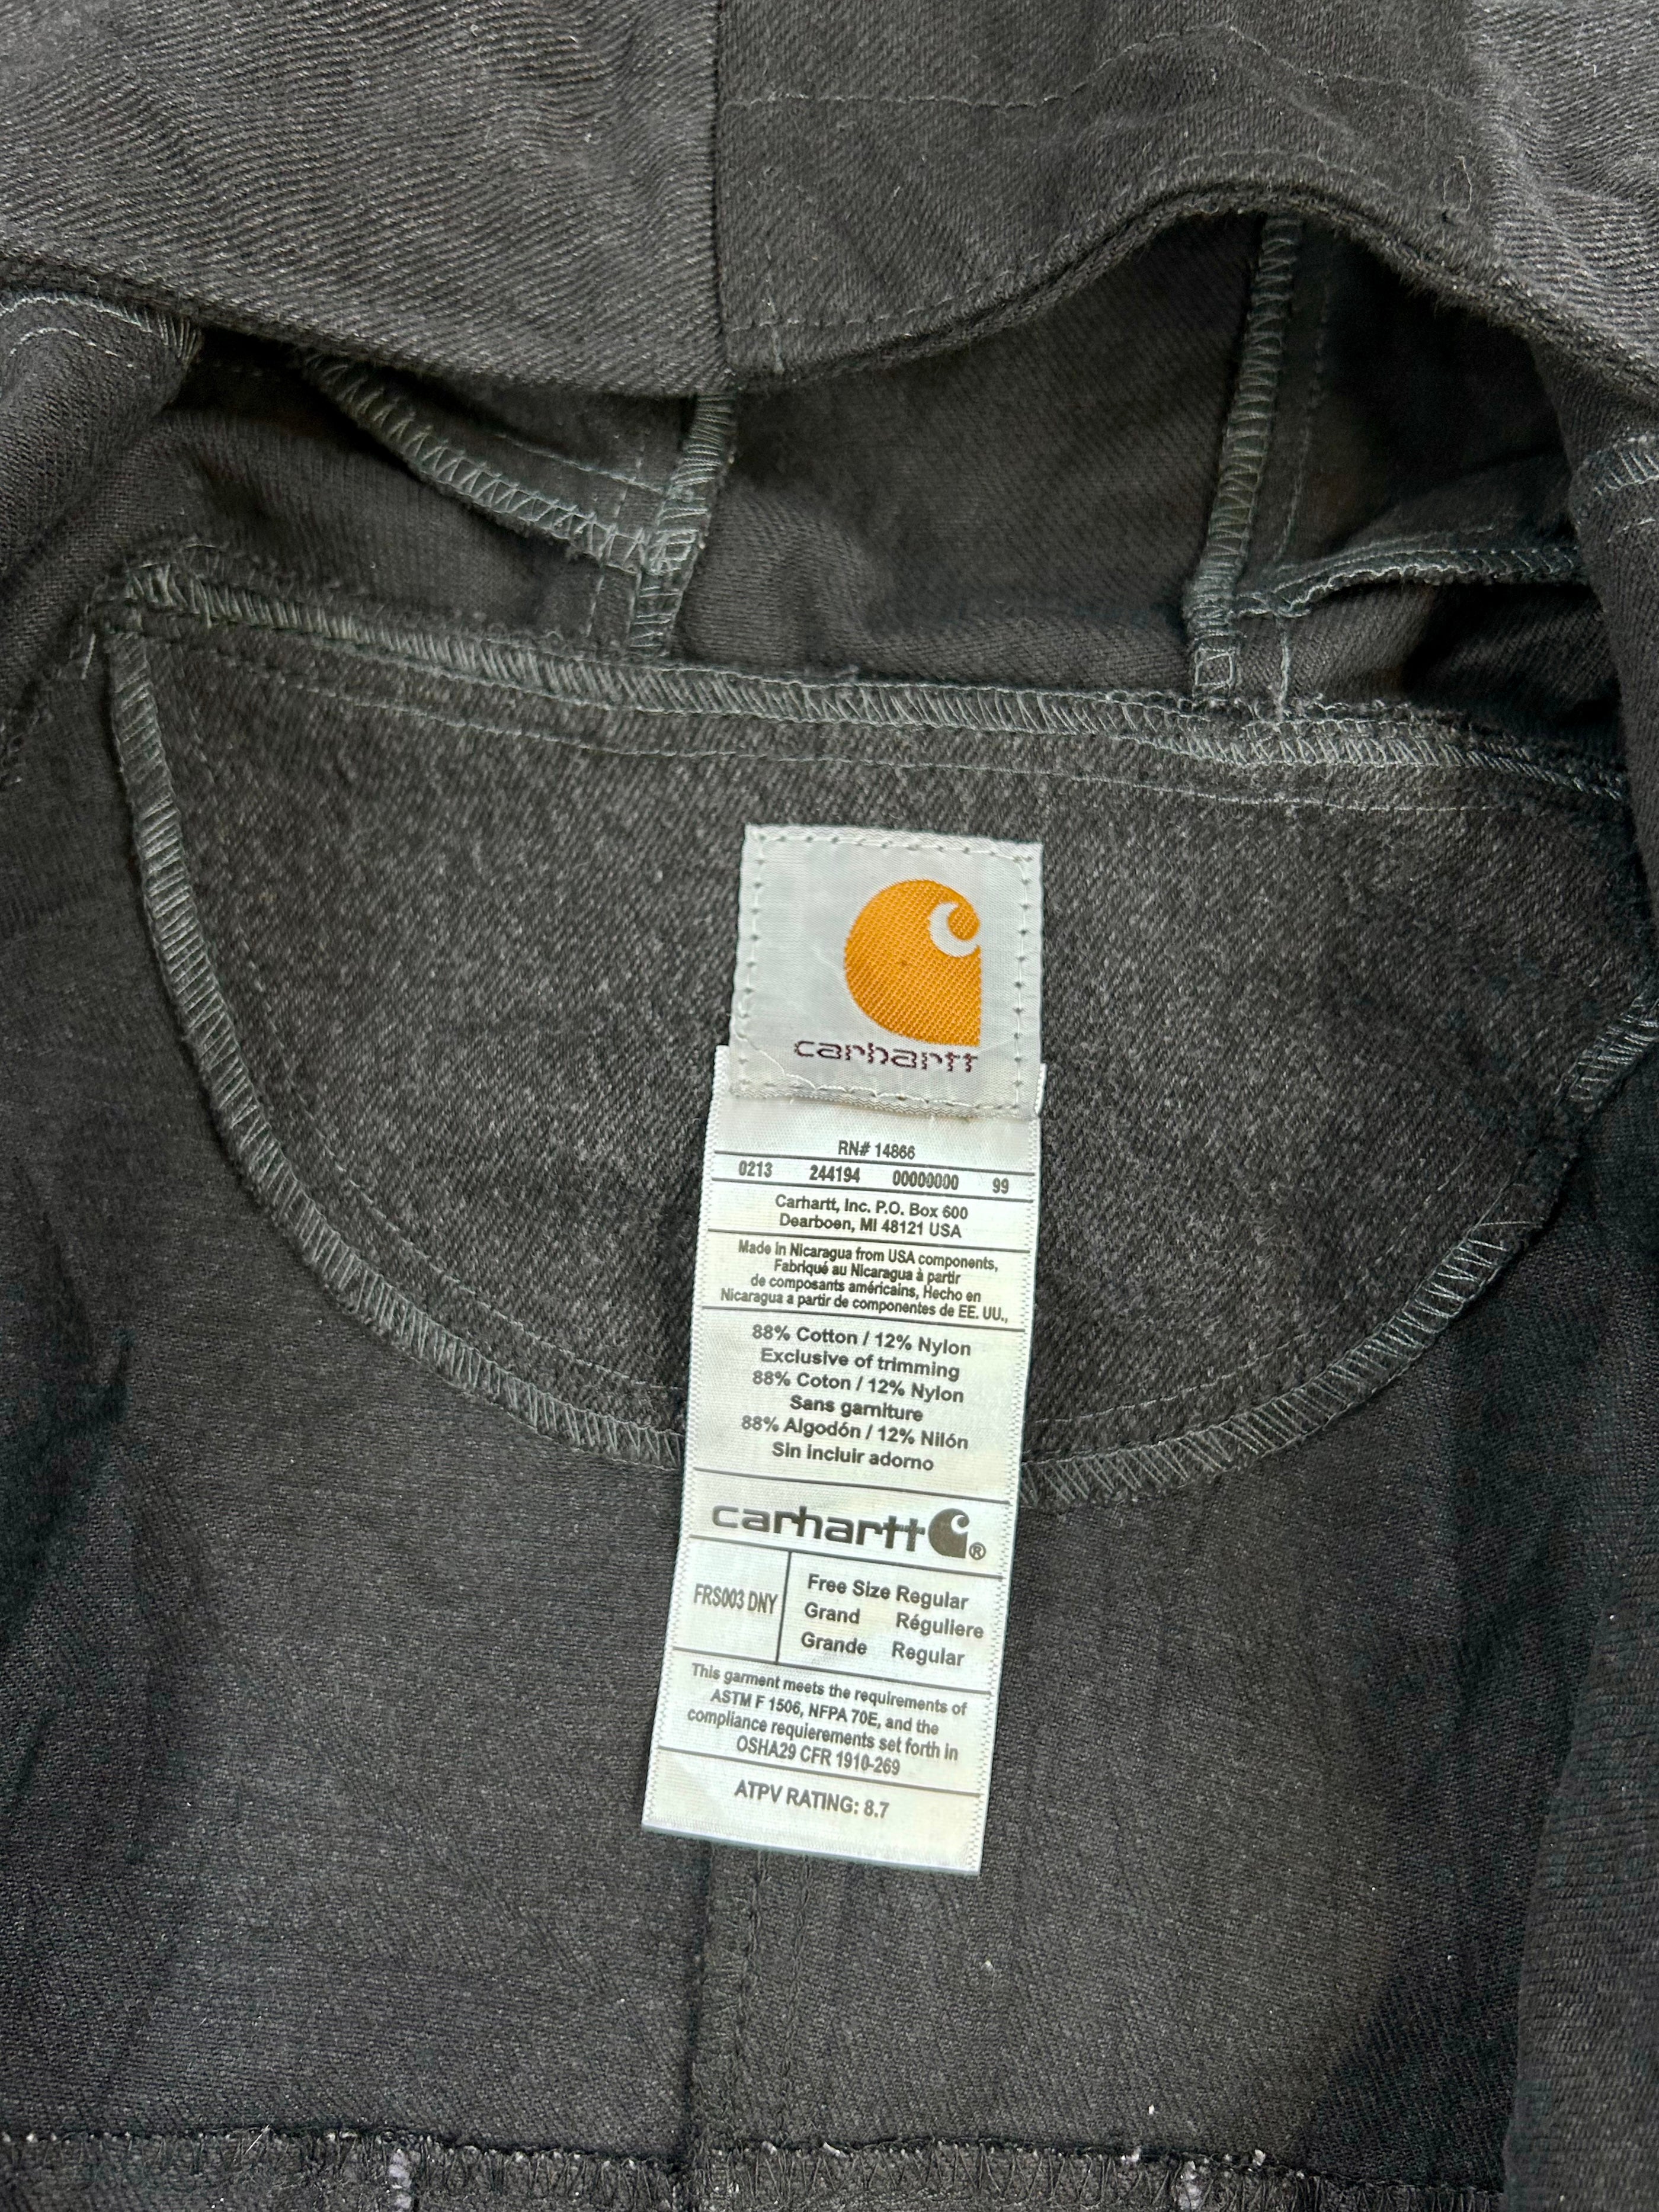 carhartt
RN# 14866
0213 244194 00000000 99
Carhartt, Inc. P.O. Box 600
Dearboen, MI 48121 USA
Made in Nicaragua from USA components,
Fabriqué au Nicaragua à partir
de composants américains, Hecho en
Nicaragua a partir de componentes de EE. UU.,
88% Cotton / 12% Nylon
Exclusive of trimming
88% Coton / 12% Nylon
Sans garniture
88% Algodón / 12% Nilón
Sin incluir adorno
carhartt ®
FRS003 DNY
Free Size Regular
Grand Réguliere
Grande Regular
This garment meets the requirements of
ASTM F 1506, NFPA 70E, and the
compliance requierements set forth in
OSHA29 CFR 1910-269
ATPV RATING: 8.7